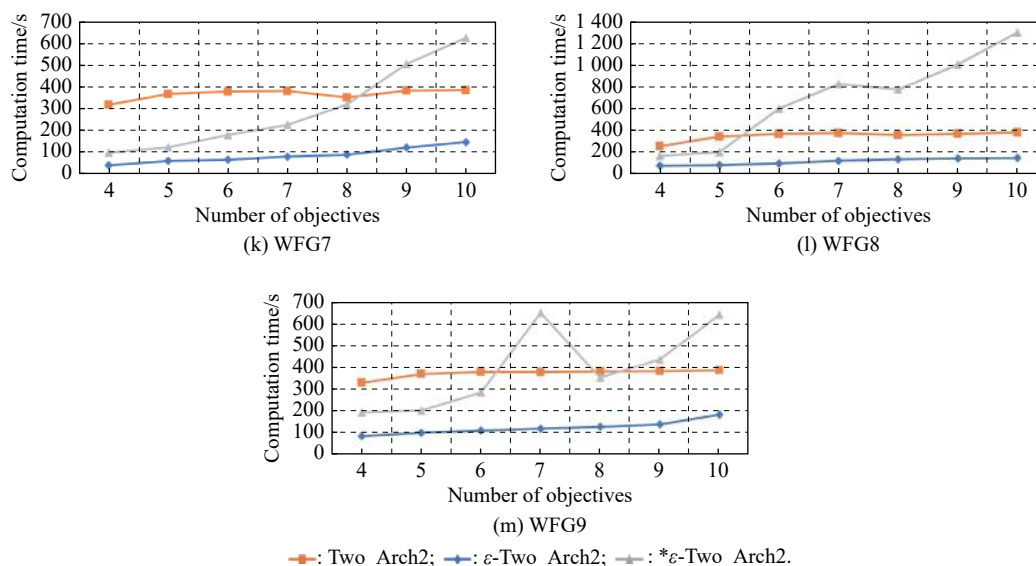 Computation time/s
700
600
500
400
300
200
100
0
4 5 6 7 8 9 10
Number of objectives
(k) WFG7
Computation time/s
1 400
1 200
1 000
800
600
400
200
0
4 5 6 7 8 9 10
Number of objectives
(l) WFG8
Computation time/s
700
600
500
400
300
200
100
0
4 5 6 7 8 9 10
Number of objectives
(m) WFG9
: Two_Arch2; : ε-Two_Arch2; : *ε-Two_Arch2.